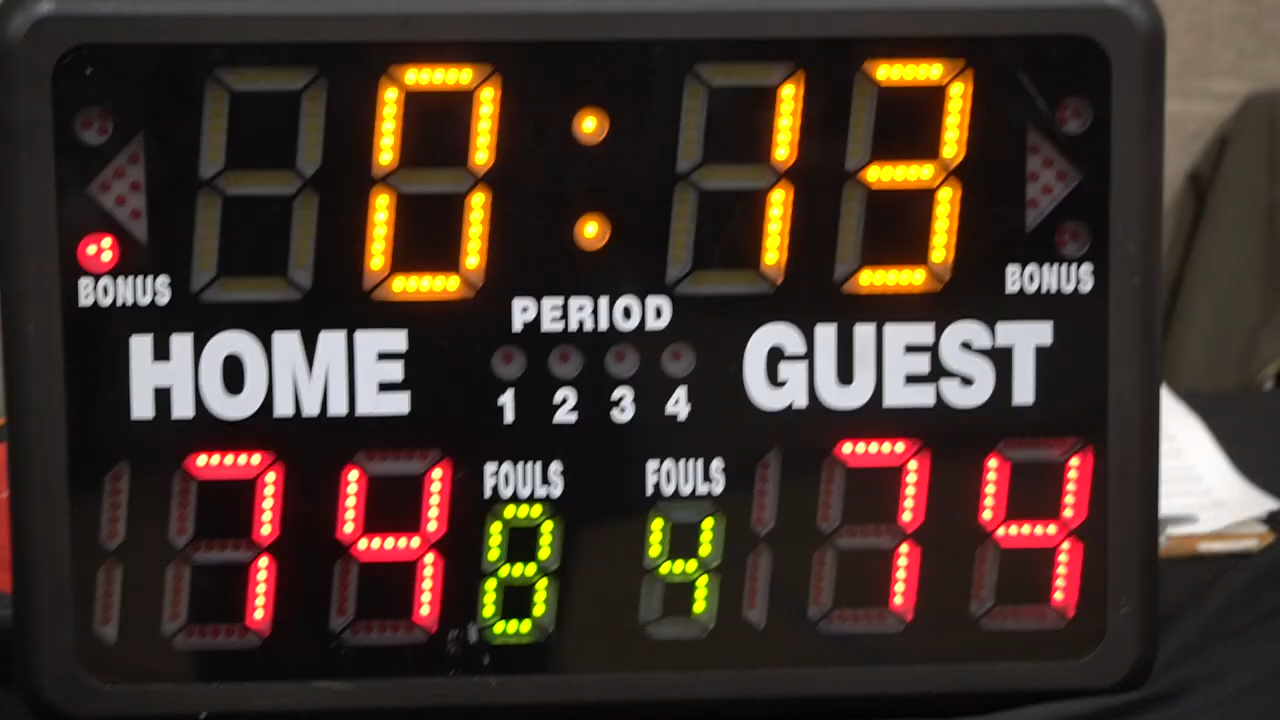 0:13
BONUS PERIOD BONUS
HOME GUEST
1 2 3 4
FOULS FOULS
74 8 4 74